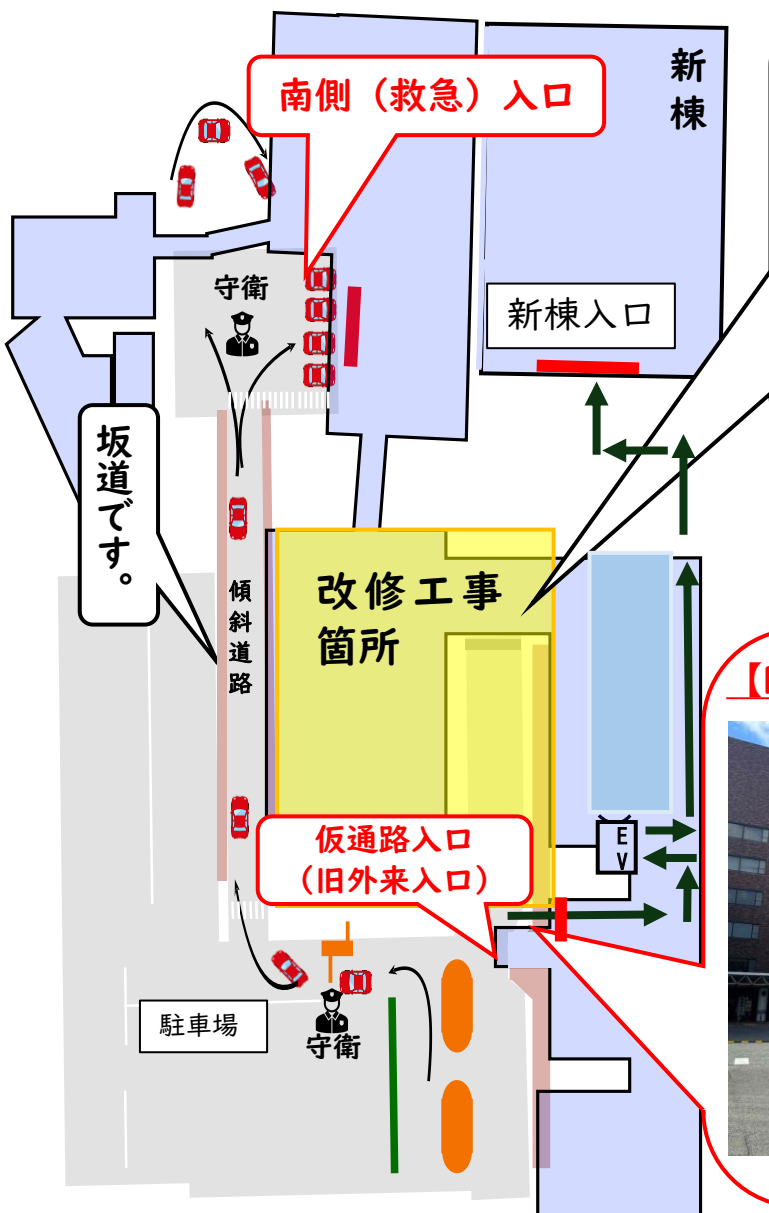 新棟
南側（救急）入口
守衛
新棟入口
坂道です。
傾斜道路
改修工事
箇所
仮通路入口
（旧外来入口）
EV
駐車場
守衛